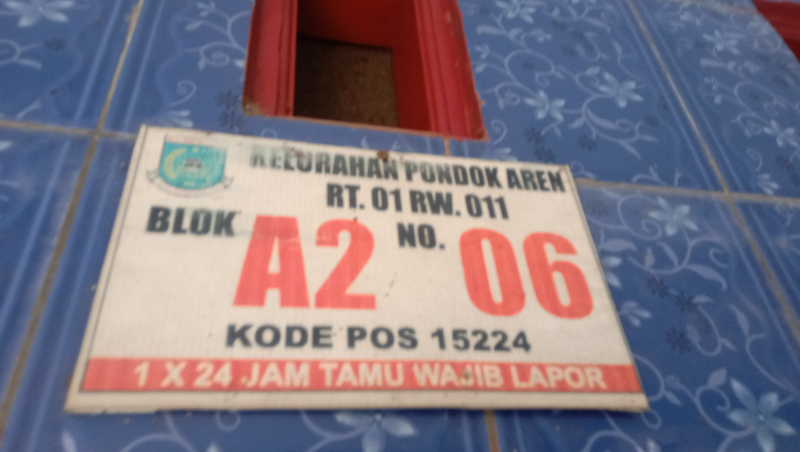 KELURAHAN PONDOK AREN
RT. 01 RW. 011
BLOK A2 NO. 06
KODE POS 15224
1 X 24 JAM TAMU WAJIB LAPOR